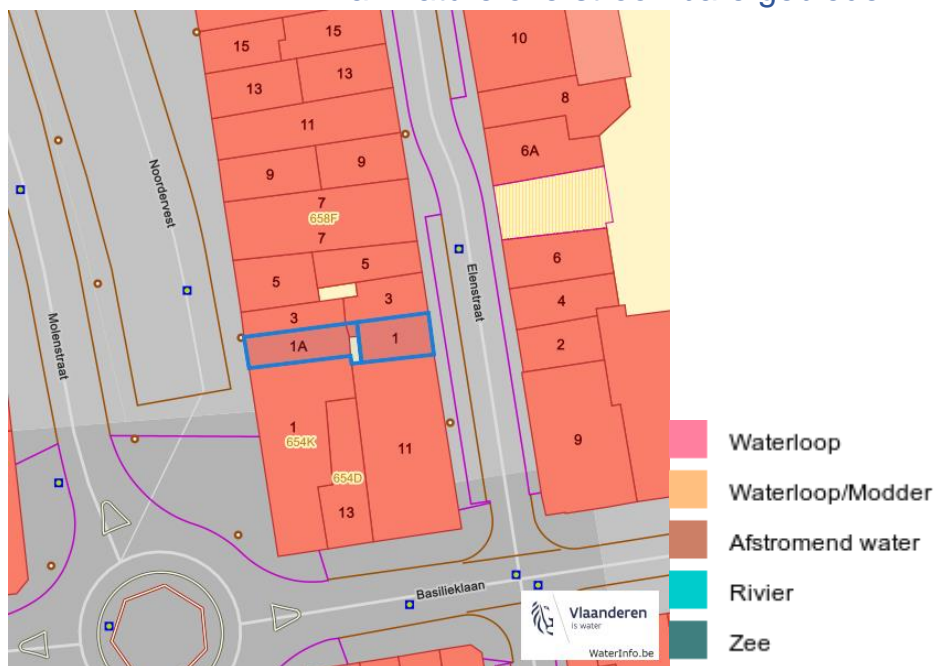 15
15
13
13
11
9
9
7
658F
7
5
5
3
3
1A
1
1
654K
654D
11
13
10
8
6A
6
4
2
9
Noordervest
Molenstraat
Elenstraat
Basilieklaan
Vlaanderen
is water
WaterInfo.be
Waterloop
Waterloop/Modder
Afstromend water
Rivier
Zee